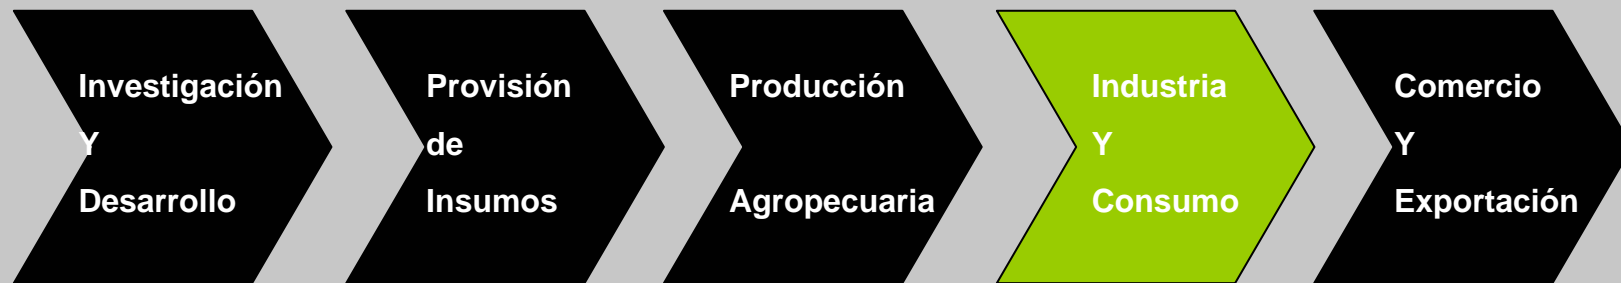 Investigación
Y
Desarrollo
Provisión
de
Insumos
Producción
Agropecuaria
Industria
Y
Consumo
Comercio
Y
Exportación